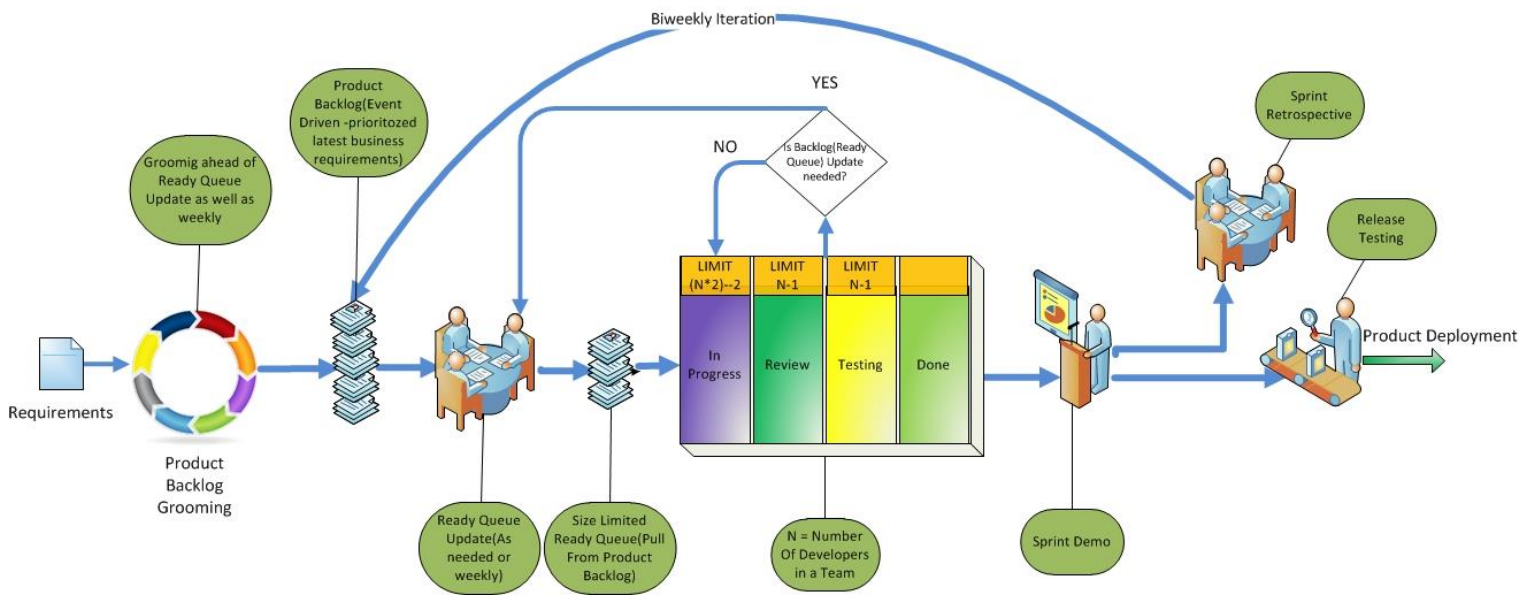 Biweekly Iteration
Product
Backlog(Event
Driven -prioritozed
latest business
requirements)
YES
Sprint
Retrospective
Groomig ahead of
Ready Queue
Update as well as
weekly
NO
Is Backlog(Ready
Queue) Update
needed?
Release
Testing
LIMIT
(N*2)--2
LIMIT
N-1
LIMIT
N-1
In
Progress
Review
Testing
Done
Product Deployment
Requirements
Product
Backlog
Grooming
Ready Queue
Update(As
needed or
weekly)
Size Limited
Ready Queue(Pull
From Product
Backlog)
N = Number
Of Developers
in a Team
Sprint Demo